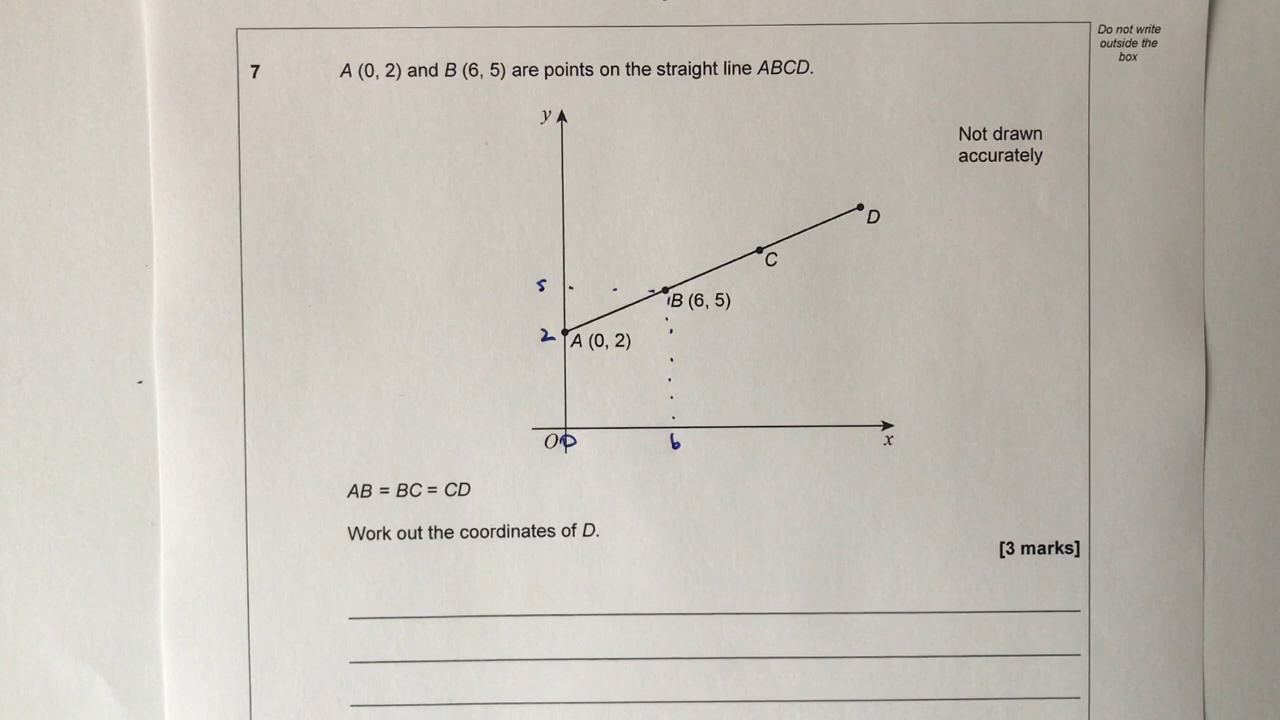 Do not write
outside the
box
7 A (0, 2) and B (6, 5) are points on the straight line ABCD.
y
Not drawn
accurately
D
C
5
B (6, 5)
2 A (0, 2)
O 0 6 x
AB = BC = CD
Work out the coordinates of D.
[3 marks]